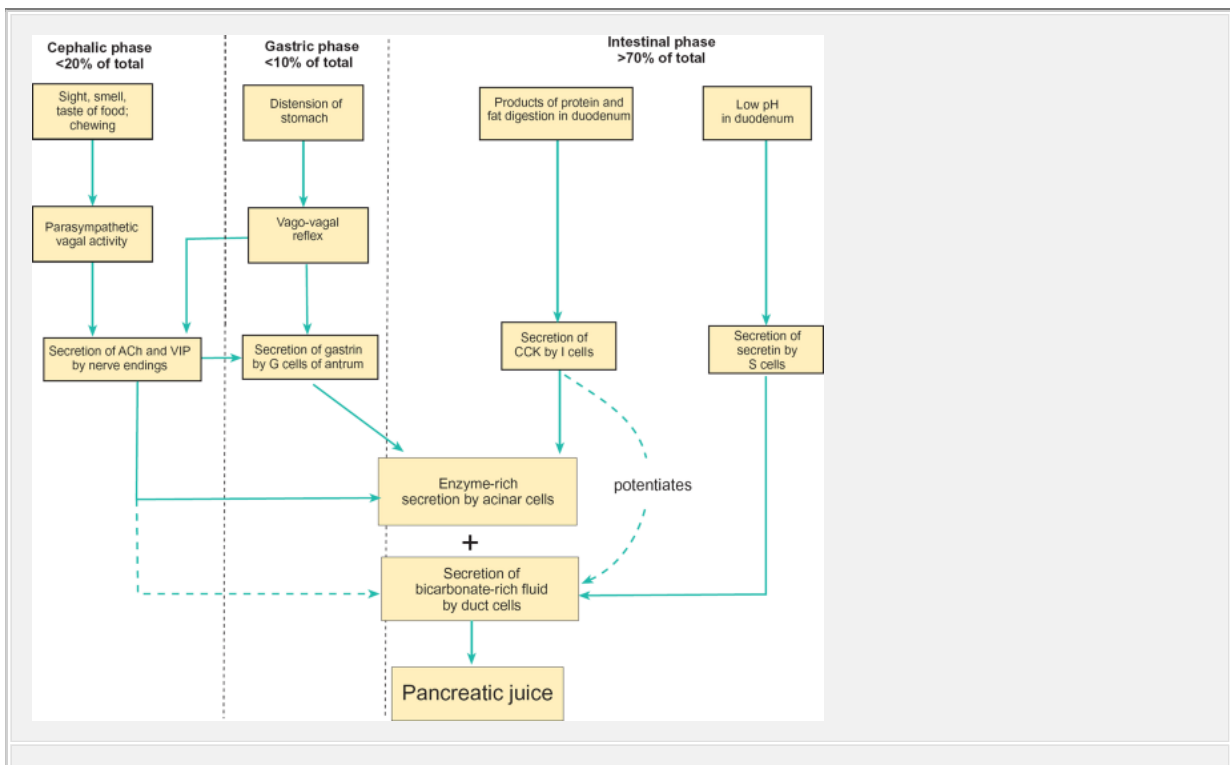 Cephalic phase
<20% of total
Gastric phase
<10% of total
Intestinal phase
>70% of total
Sight, smell,
taste of food;
chewing
Distension of
stomach
Products of protein and
fat digestion in duodenum
Low pH
in duodenum
Parasympathetic
vagal activity
Vago-vagal
reflex
Secretion of ACh and VIP
by nerve endings
Secretion of gastrin
by G cells of antrum
Secretion of
CCK by I cells
Secretion of
secretin by
S cells
Enzyme-rich
secretion by acinar cells
potentiates
+
Secretion of
bicarbonate-rich fluid
by duct cells
Pancreatic juice